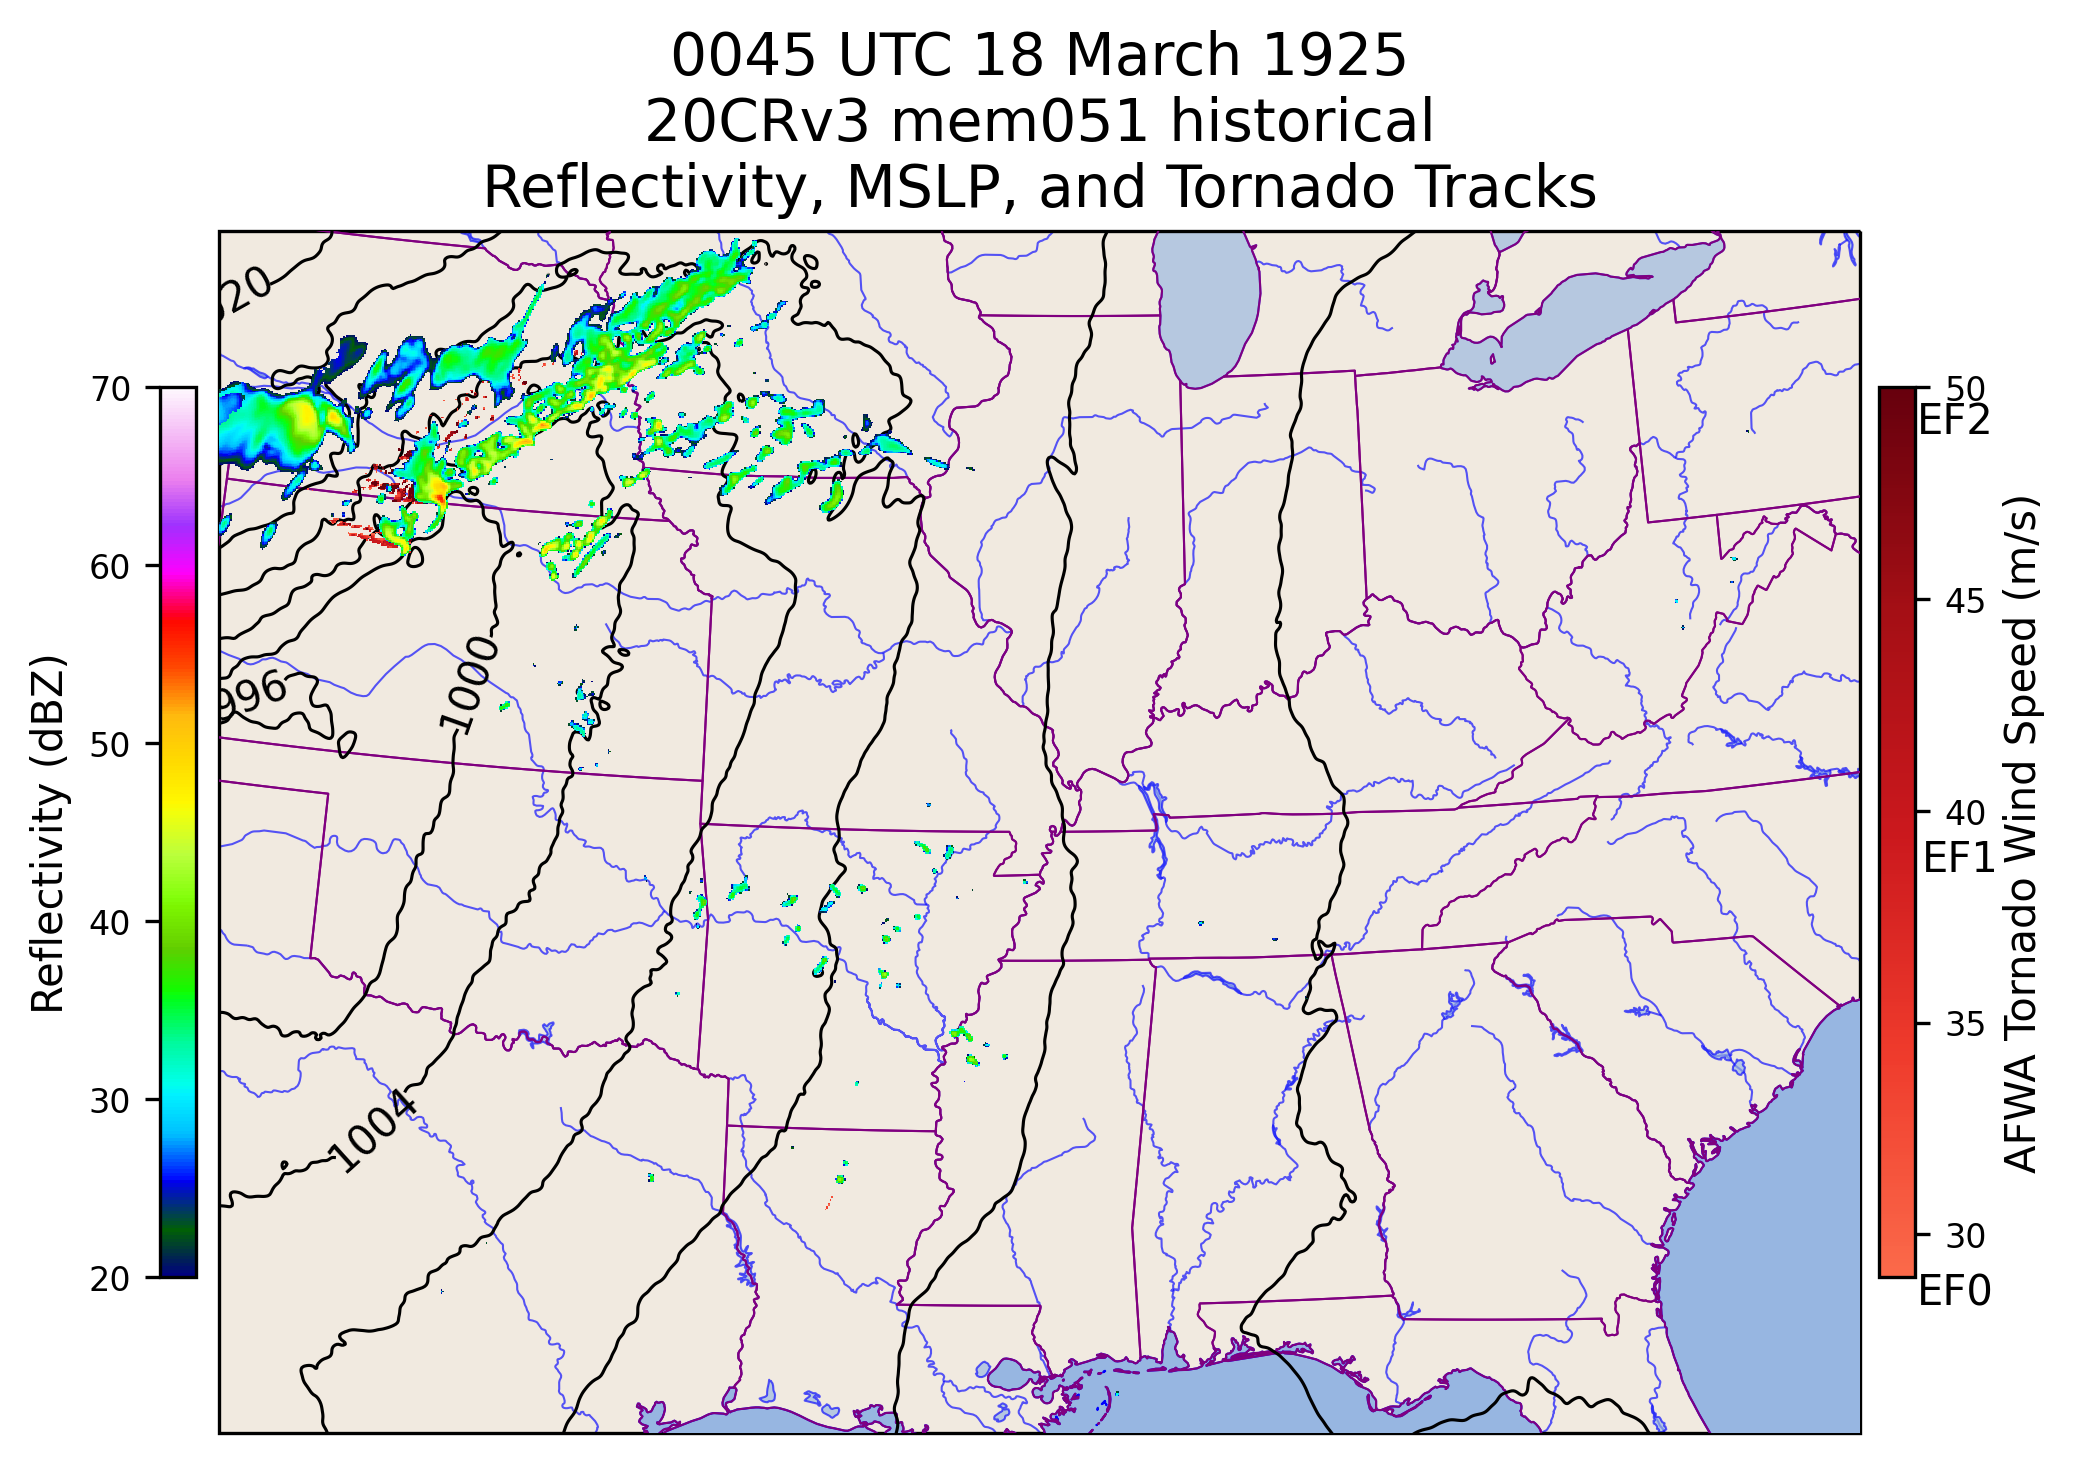 0045 UTC 18 March 1925
20CRv3 mem051 historical
Reflectivity, MSLP, and Tornado Tracks
70
60
50
40
30
20
Reflectivity (dBZ)
20
996
1000
1004
50
EF2
45
40
EF1
35
30
EF0
AFWA Tornado Wind Speed (m/s)